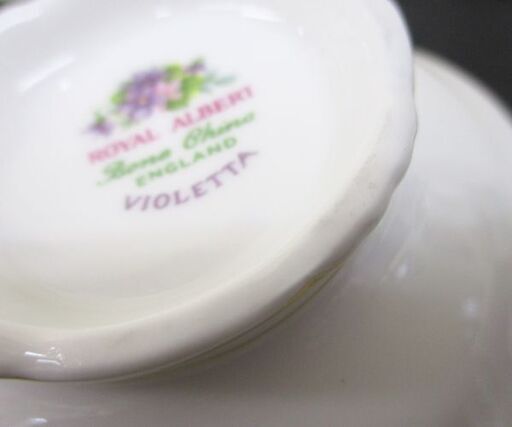 ROYAL ALBERT
Bone China
ENGLAND
VIOLETTA